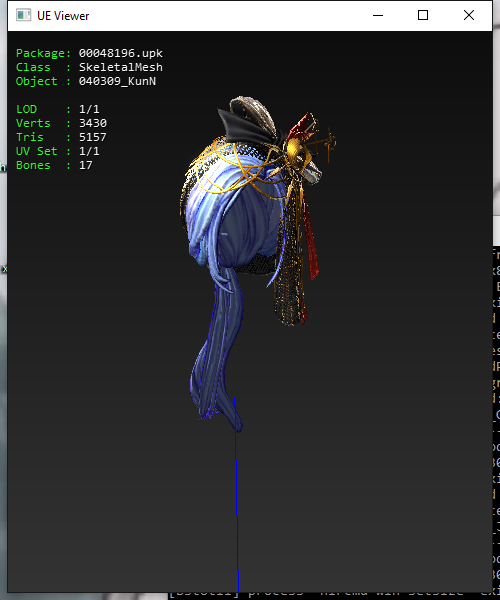 UE Viewer
Package: 00048196.upk
Class : SkeletalMesh
Object : 040309_KunN
LOD : 1/1
Verts : 3430
Tris : 5157
UV Set : 1/1
Bones : 17